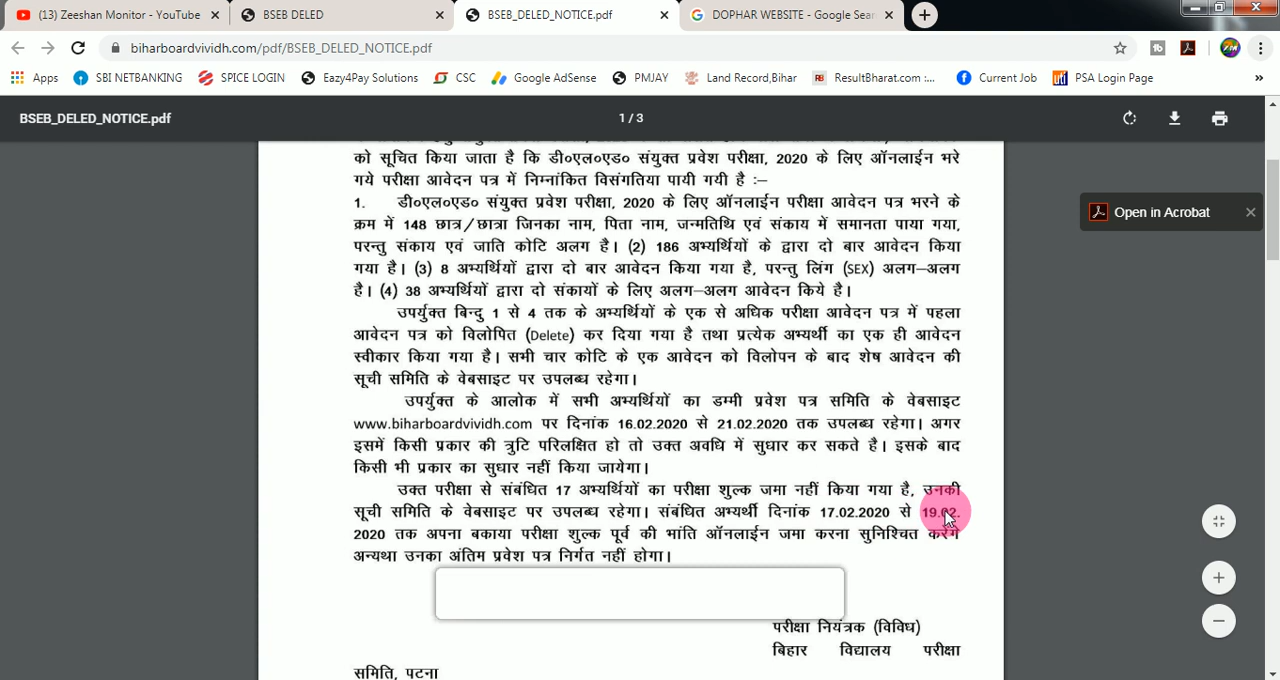 (13) Zeeshan Monitor - YouTube
BSEB DELED
BSEB_DELED_NOTICE.pdf
DOPHAR WEBSITE - Google Sear
biharboardvividh.com/pdf/BSEB_DELED_NOTICE.pdf
Apps SBI NETBANKING SPICE LOGIN Eazy4Pay Solutions CSC Google AdSense PMJAY Land Record,Bihar ResultBharat.com :... Current Job PSA Login Page »
BSEB_DELED_NOTICE.pdf 1 / 3
Open in Acrobat
को सूचित किया जाता है कि डी०एल०एड० संयुक्त प्रवेश परीक्षा, 2020 के लिए ऑनलाईन भरे
गये परीक्षा आवेदन पत्र में निम्नांकित विसंगतिया पायी गयी है :–
1. डी०एल०एड० संयुक्त प्रवेश परीक्षा, 2020 के लिए ऑनलाईन परीक्षा आवेदन पत्र भरने के
क्रम में 148 छात्र/छात्रा जिनका नाम, पिता नाम, जन्मतिथि एवं संकाय में समानता पाया गया,
परन्तु संकाय एवं जाति कोटि अलग है। (2) 186 अभ्यर्थियों के द्वारा दो बार आवेदन किया
गया है। (3) 8 अभ्यर्थियों द्वारा दो बार आवेदन किया गया है, परन्तु लिंग (SEX) अलग–अलग
है। (4) 38 अभ्यर्थियों द्वारा दो संकायों के लिए अलग–अलग आवेदन किये है।
उपर्युक्त बिन्दु 1 से 4 तक के अभ्यर्थियों के एक से अधिक परीक्षा आवेदन पत्र में पहला
आवेदन पत्र को विलोपित (Delete) कर दिया गया है तथा प्रत्येक अभ्यर्थी का एक ही आवेदन
स्वीकार किया गया है। सभी चार कोटि के एक आवेदन को विलोपन के बाद शेष आवेदन की
सूची समिति के वेबसाइट पर उपलब्ध रहेगा।
उपर्युक्त के आलोक में सभी अभ्यर्थियों का डम्मी प्रवेश पत्र समिति के वेबसाइट
www.biharboardvividh.com पर दिनांक 16.02.2020 से 21.02.2020 तक उपलब्ध रहेगा। अगर
इसमें किसी प्रकार की त्रुटि परिलक्षित हो तो उक्त अवधि में सुधार कर सकते है। इसके बाद
किसी भी प्रकार का सुधार नहीं किया जायेगा।
उक्त परीक्षा से संबंधित 17 अभ्यर्थियों का परीक्षा शुल्क जमा नहीं किया गया है, उनकी
सूची समिति के वेबसाइट पर उपलब्ध रहेगा। संबंधित अभ्यर्थी दिनांक 17.02.2020 से 19.02.
2020 तक अपना बकाया परीक्षा शुल्क पूर्व की भांति ऑनलाईन जमा करना सुनिश्चित करेंगे
अन्यथा उनका अंतिम प्रवेश पत्र निर्गत नहीं होगा।
परीक्षा नियंत्रक (विविध)
बिहार विद्यालय परीक्षा
समिति, पटना